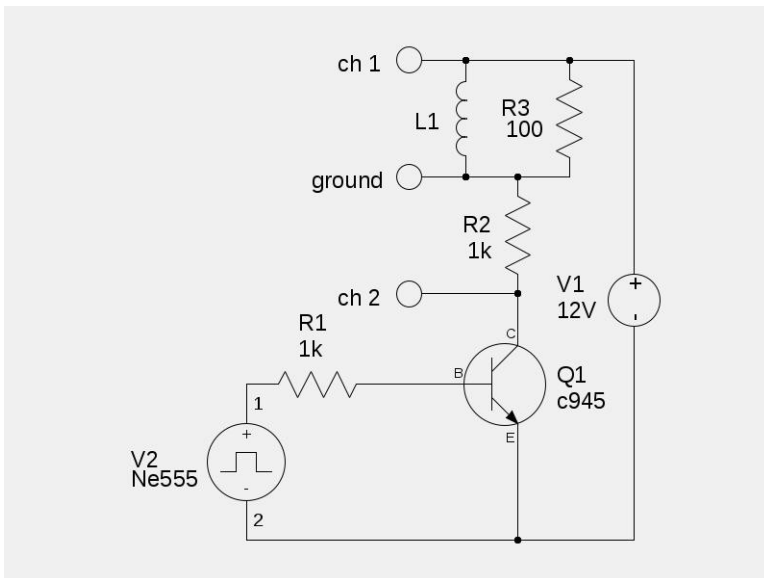 ch 1
L1
R3
100
ground
R2
1k
ch 2
V1
12V
+
-
R1
1k
C
B
Q1
c945
E
1
+
V2
Ne555
-
2